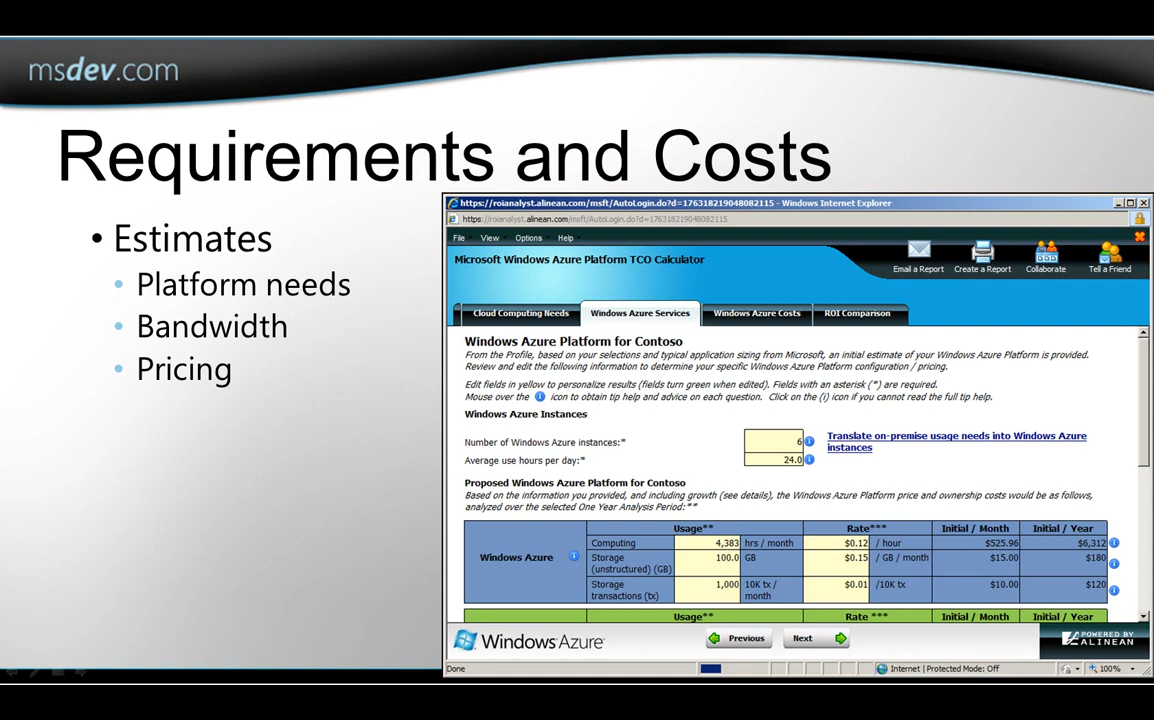 msdev.com
Requirements and Costs
• Estimates
• Platform needs
• Bandwidth
• Pricing
https://roianalyst.alinean.com/msft/AutoLogin.do?d=176318219048082115 - Windows Internet Explorer
https://roianalyst.alinean.com/msft/AutoLogin.do?d=176318219048082115
File View Options Help
Microsoft Windows Azure Platform TCO Calculator
Email a Report Create a Report Collaborate Tell a Friend
Cloud Computing Needs Windows Azure Services Windows Azure Costs ROI Comparison
Windows Azure Platform for Contoso
From the Profile, based on your selections and typical application sizing from Microsoft, an initial estimate of your Windows Azure Platform is provided.
Review and edit the following information to determine your specific Windows Azure Platform configuration / pricing.
Edit fields in yellow to personalize results (fields turn green when edited). Fields with an asterisk (*) are required.
Mouse over the i icon to obtain tip help and advice on each question. Click on the (i) icon if you cannot read the full tip help.
Windows Azure Instances
Number of Windows Azure instances:* 6 Translate on-premise usage needs into Windows Azure
instances
Average use hours per day:* 24.0
Proposed Windows Azure Platform for Contoso
Based on the information you provided, and including growth (see details), the Windows Azure Platform price and ownership costs would be as follows,
analyzed over the selected One Year Analysis Period:**
Usage** Rate*** Initial / Month Initial / Year
Windows Azure
Computing 4,383 hrs / month $0.12 / hour $525.96 $6,312
Storage 100.0 GB $0.15 / GB / month $15.00 $180
(unstructured) (GB)
Storage 1,000 10K tx / $0.01 /10K tx $10.00 $120
transactions (tx) month
Usage** Rate *** Initial / Month Initial / Year
Windows Azure Previous Next POWERED BY
ALINEAN
Done Internet | Protected Mode: Off 100%